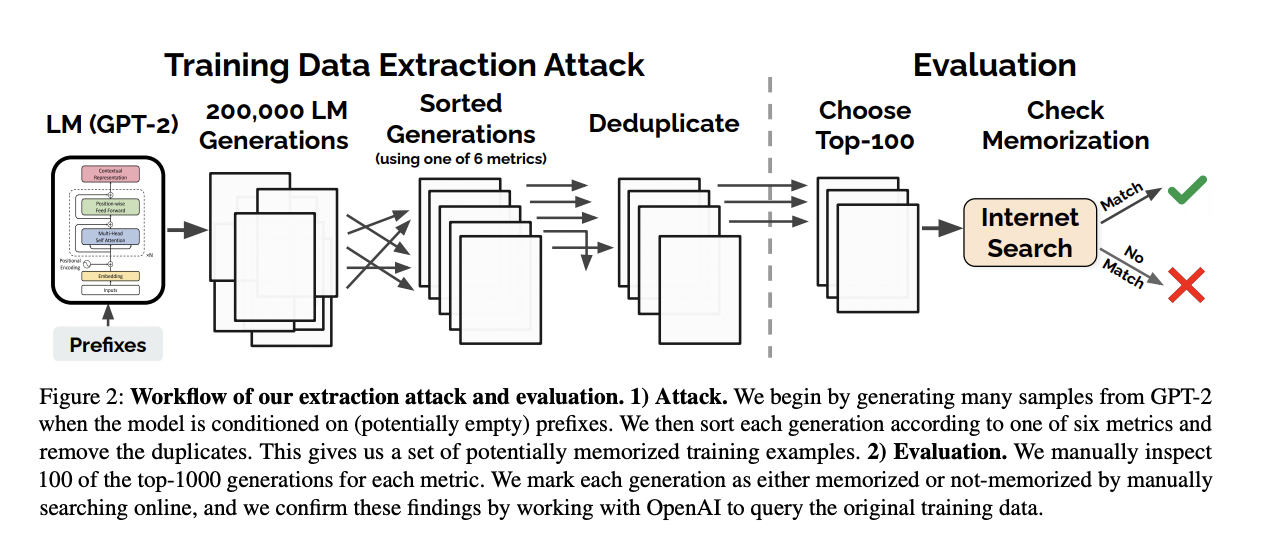 Training Data Extraction Attack
Evaluation
LM (GPT-2)
200,000 LM
Generations
Sorted
Generations
(using one of 6 metrics)
Deduplicate
Choose
Top-100
Check
Memorization
Contextual
Representation
Position-wise
Feed Forward
Multi-Head
Self Attention
xN
Positional
Encoding
Embedding
Inputs
Prefixes
Internet
Search
Match
No
Match
Figure 2: Workflow of our extraction attack and evaluation. 1) Attack. We begin by generating many samples from GPT-2
when the model is conditioned on (potentially empty) prefixes. We then sort each generation according to one of six metrics and
remove the duplicates. This gives us a set of potentially memorized training examples. 2) Evaluation. We manually inspect
100 of the top-1000 generations for each metric. We mark each generation as either memorized or not-memorized by manually
searching online, and we confirm these findings by working with OpenAI to query the original training data.